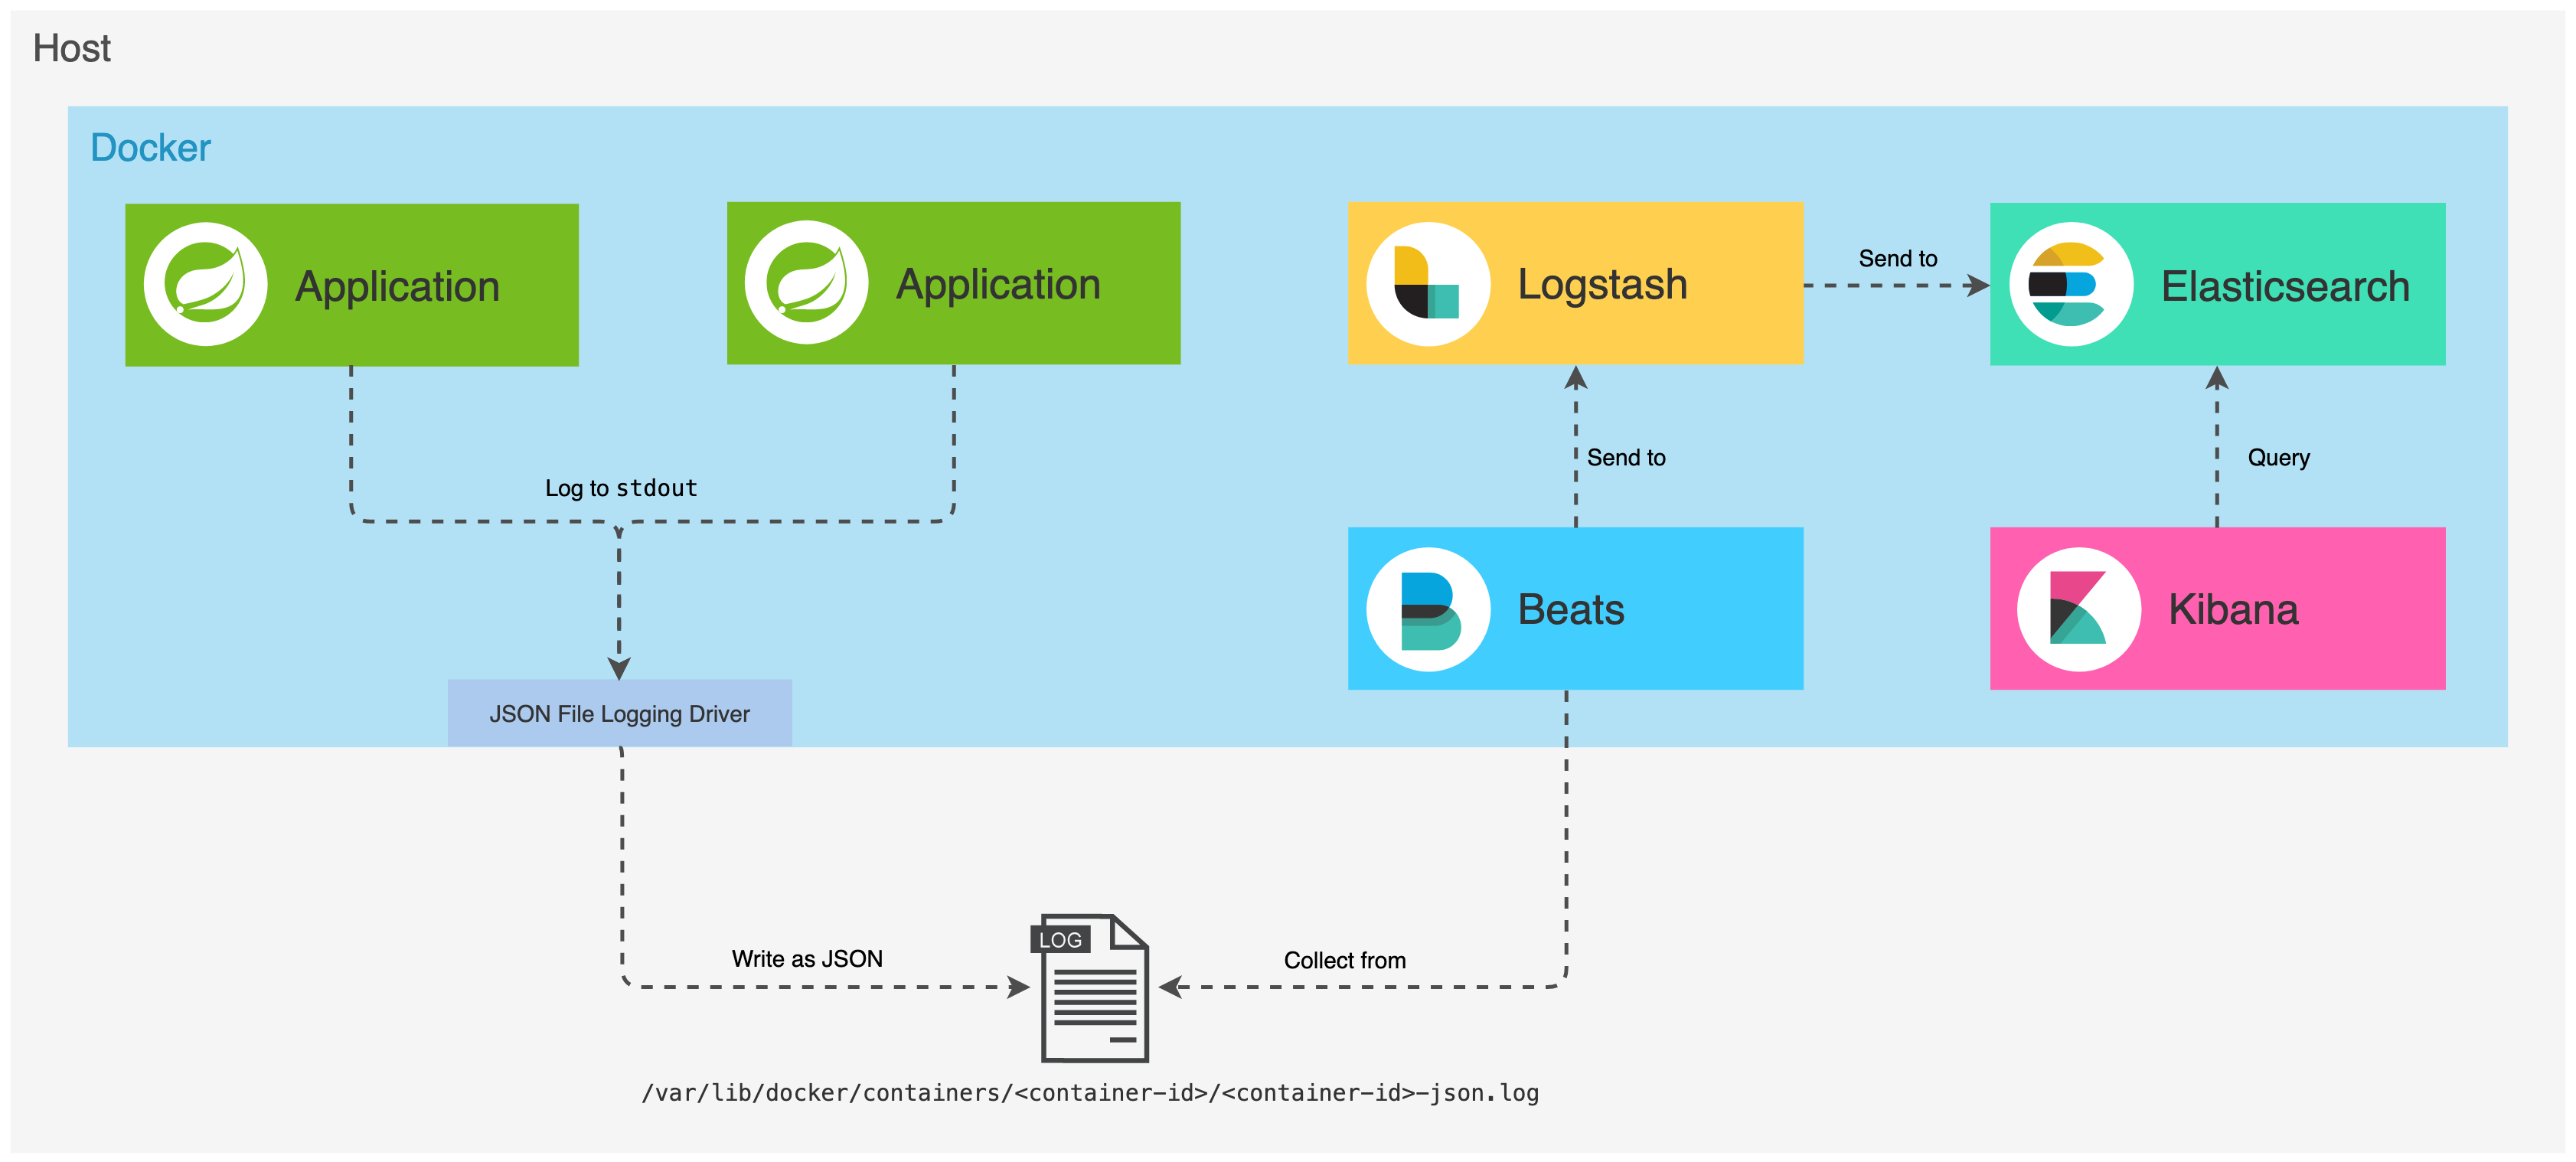 Host
Docker
Application
Application
Logstash
Send to
Elasticsearch
Log to stdout
Send to
Query
Beats
Kibana
JSON File Logging Driver
LOG
Write as JSON
Collect from
/var/lib/docker/containers/<container-id>/<container-id>-json.log